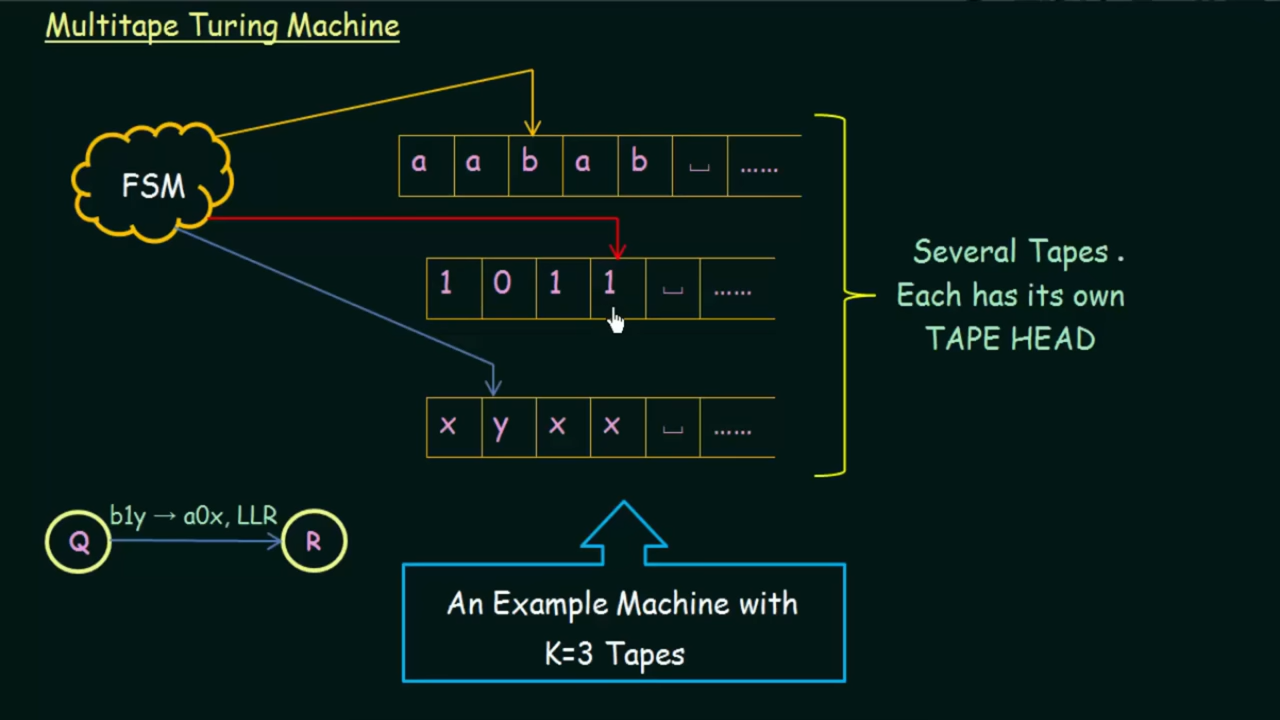 Multitape Turing Machine
FSM
a a b a b ⎵ ......
1 0 1 1 ⎵ ......
x y x x ⎵ ......
Several Tapes .
Each has its own
TAPE HEAD
b1y → a0x, LLR
Q R
An Example Machine with
K=3 Tapes